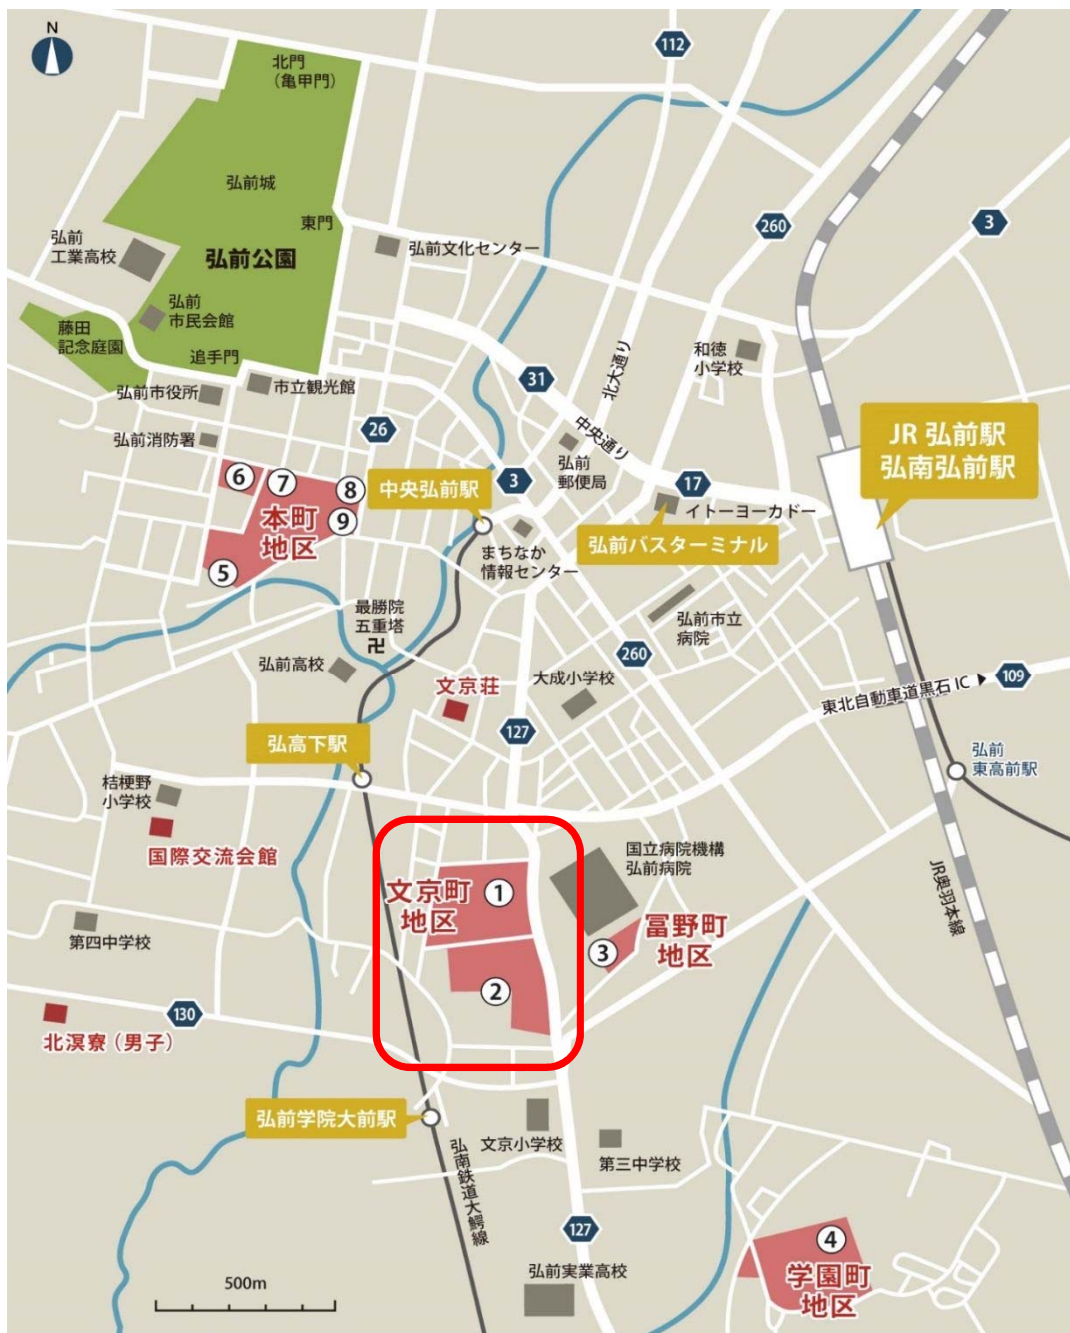 N
112
北門
（亀甲門）
弘前城
東門
弘前公園
弘前
工業高校
弘前文化センター
260
3
弘前
市民会館
藤田
記念庭園
追手門
弘前市役所
市立観光館
弘前消防署
26
31
北大通り
中央通り
和徳
小学校
JR 弘前駅
弘南弘前駅
中央弘前駅
3
弘前
郵便局
17
イトーヨーカドー
弘前バスターミナル
まちなか
情報センター
⑥
⑦
⑧
⑨
本町
地区
⑤
最勝院
五重塔
卍
弘前高校
弘前市立
病院
260
大成小学校
文京荘
127
東北自動車道黒石 IC ▶
109
弘高下駅
弘前
東高前駅
桔梗野
小学校
国際交流会館
国立病院機構
弘前病院
文京町
地区
①
②
③
冨野町
地区
JR奥羽本線
第四中学校
北溟寮（男子）
130
弘前学院大前駅
弘南鉄道大鰐線
文京小学校
第三中学校
127
弘前実業高校
④
学園町
地区
500m